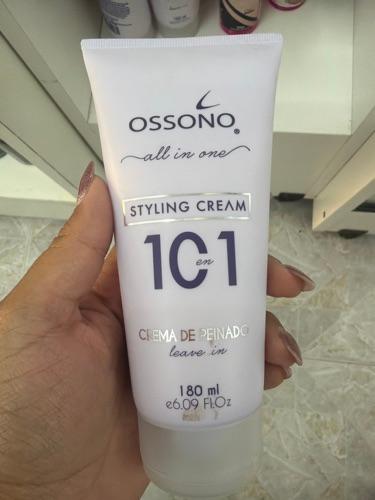 OSSONO®
all in one
STYLING CREAM
10 en 1
CREMA DE PEINADO
leave in
180 ml
e6.09 Fl.Oz